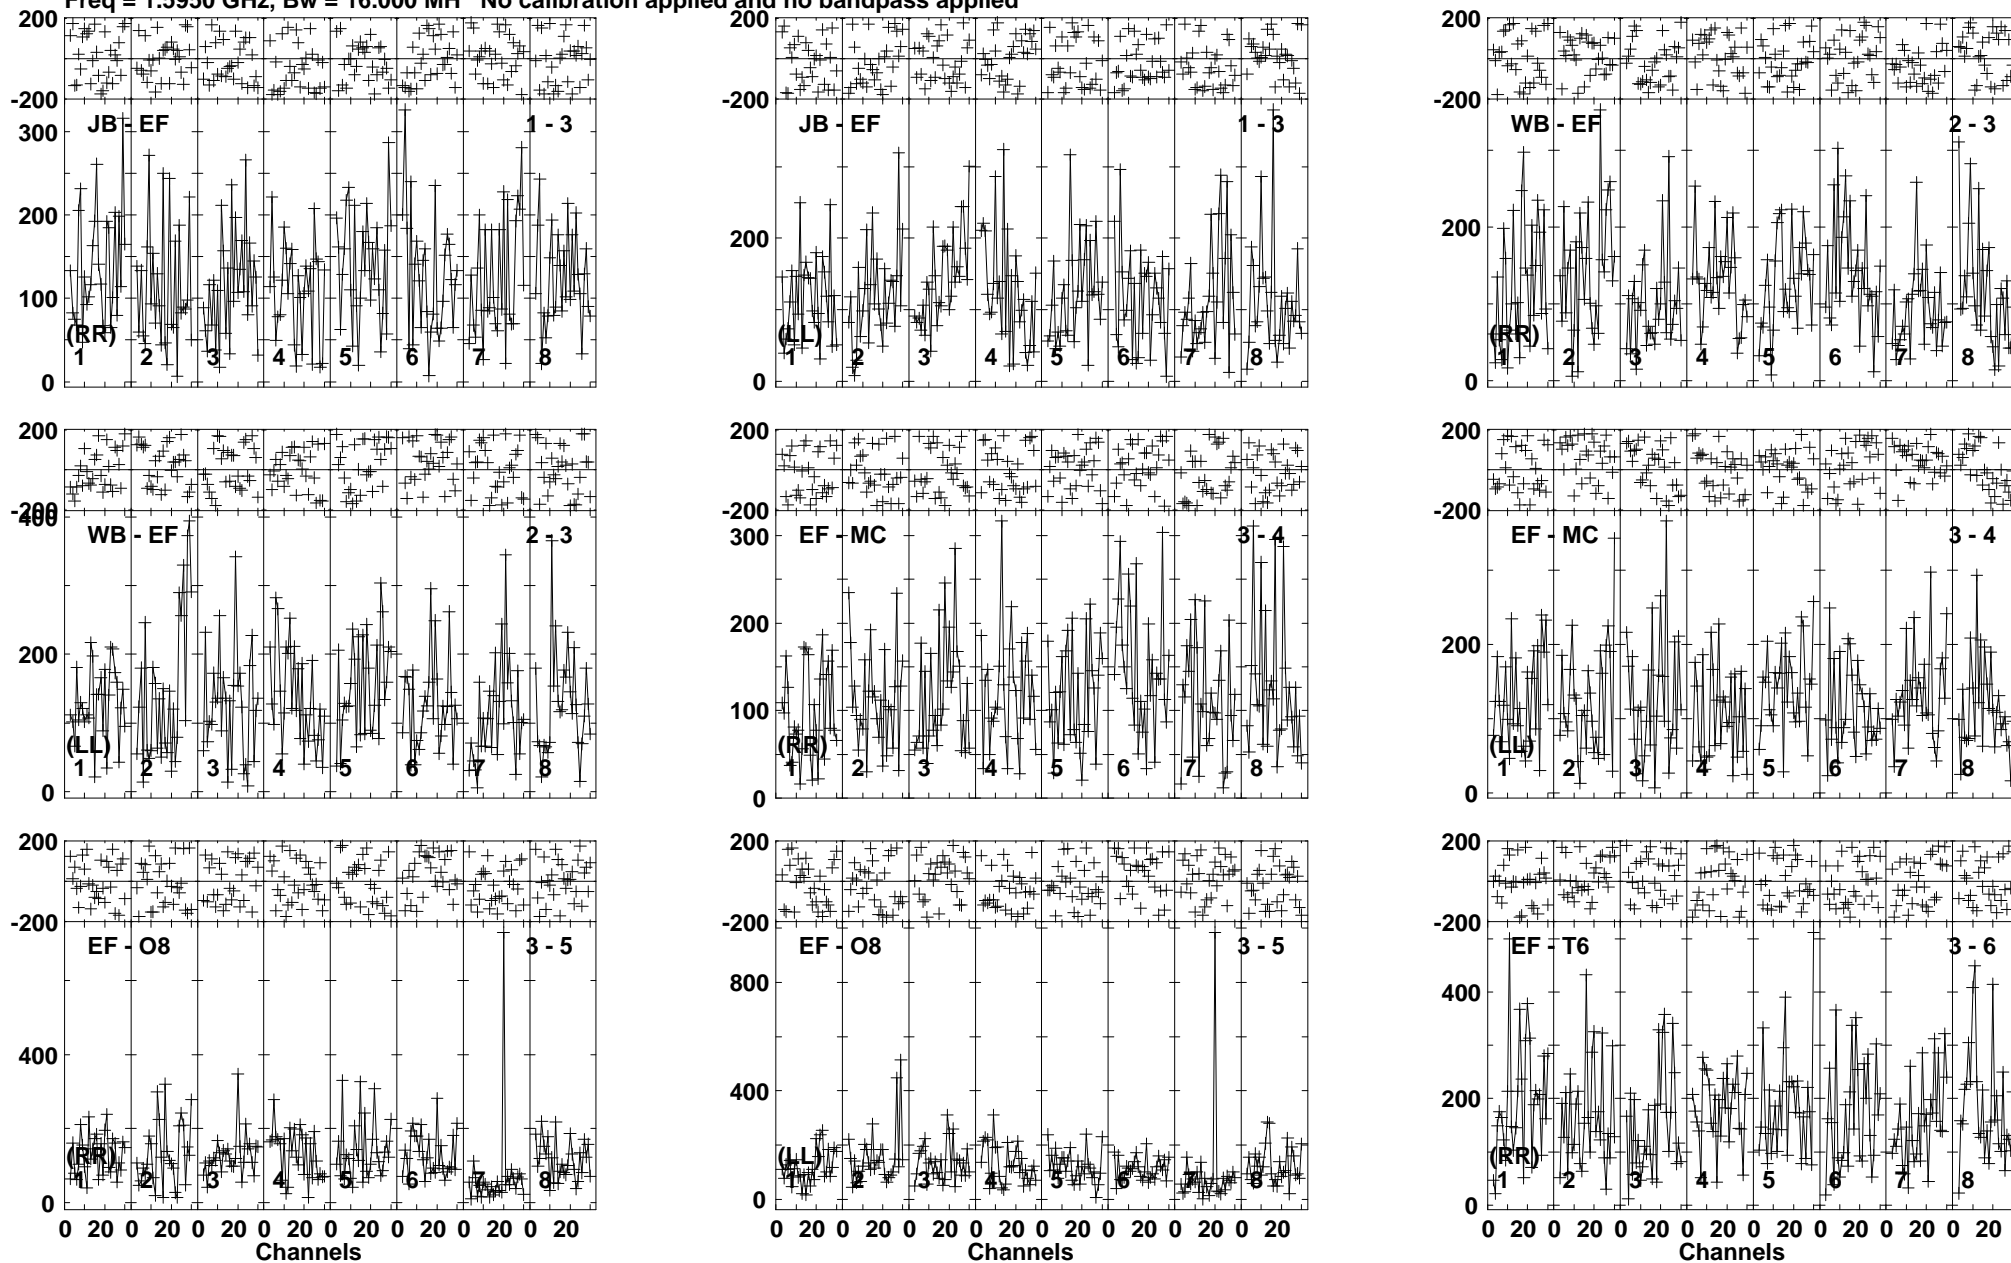 Freq = 1.5950 GHz, Bw = 16.000 MH No calibration applied and no bandpass applied
200 200 200
-200 -200 -200
JB - EF 1 - 3 JB - EF 1 - 3 WB - EF 2 - 3
300
200 200 200
100
0 0 0
(RR) (LL) (RR)
1 2 3 4 5 6 7 8 1 2 3 4 5 6 7 8 1 2 3 4 5 6 7 8
200 200 200
-200 -200 -200
400
WB - EF 2 - 3 EF - MC 3 - 4 EF - MC 3 - 4
300
200 200 200
100
0 0 0
(LL) (RR) (LL)
1 2 3 4 5 6 7 8 1 2 3 4 5 6 7 8 1 2 3 4 5 6 7 8
200 200 200
-200 -200 -200
EF - O8 3 - 5 EF - O8 3 - 5 EF - T6 3 - 6
800
400 400 400
200
0 0 0
(RR) (LL) (RR)
1 2 3 4 5 6 7 8 1 2 3 4 5 6 7 8 1 2 3 4 5 6 7 8
0 20 0 20 0 20 0 20 0 20 0 20 0 20 0 20 0 20 0 20 0 20 0 20 0 20 0 20 0 20 0 20 0 20 0 20 0 20 0 20 0 20 0 20 0 20 0 20
Channels Channels Channels